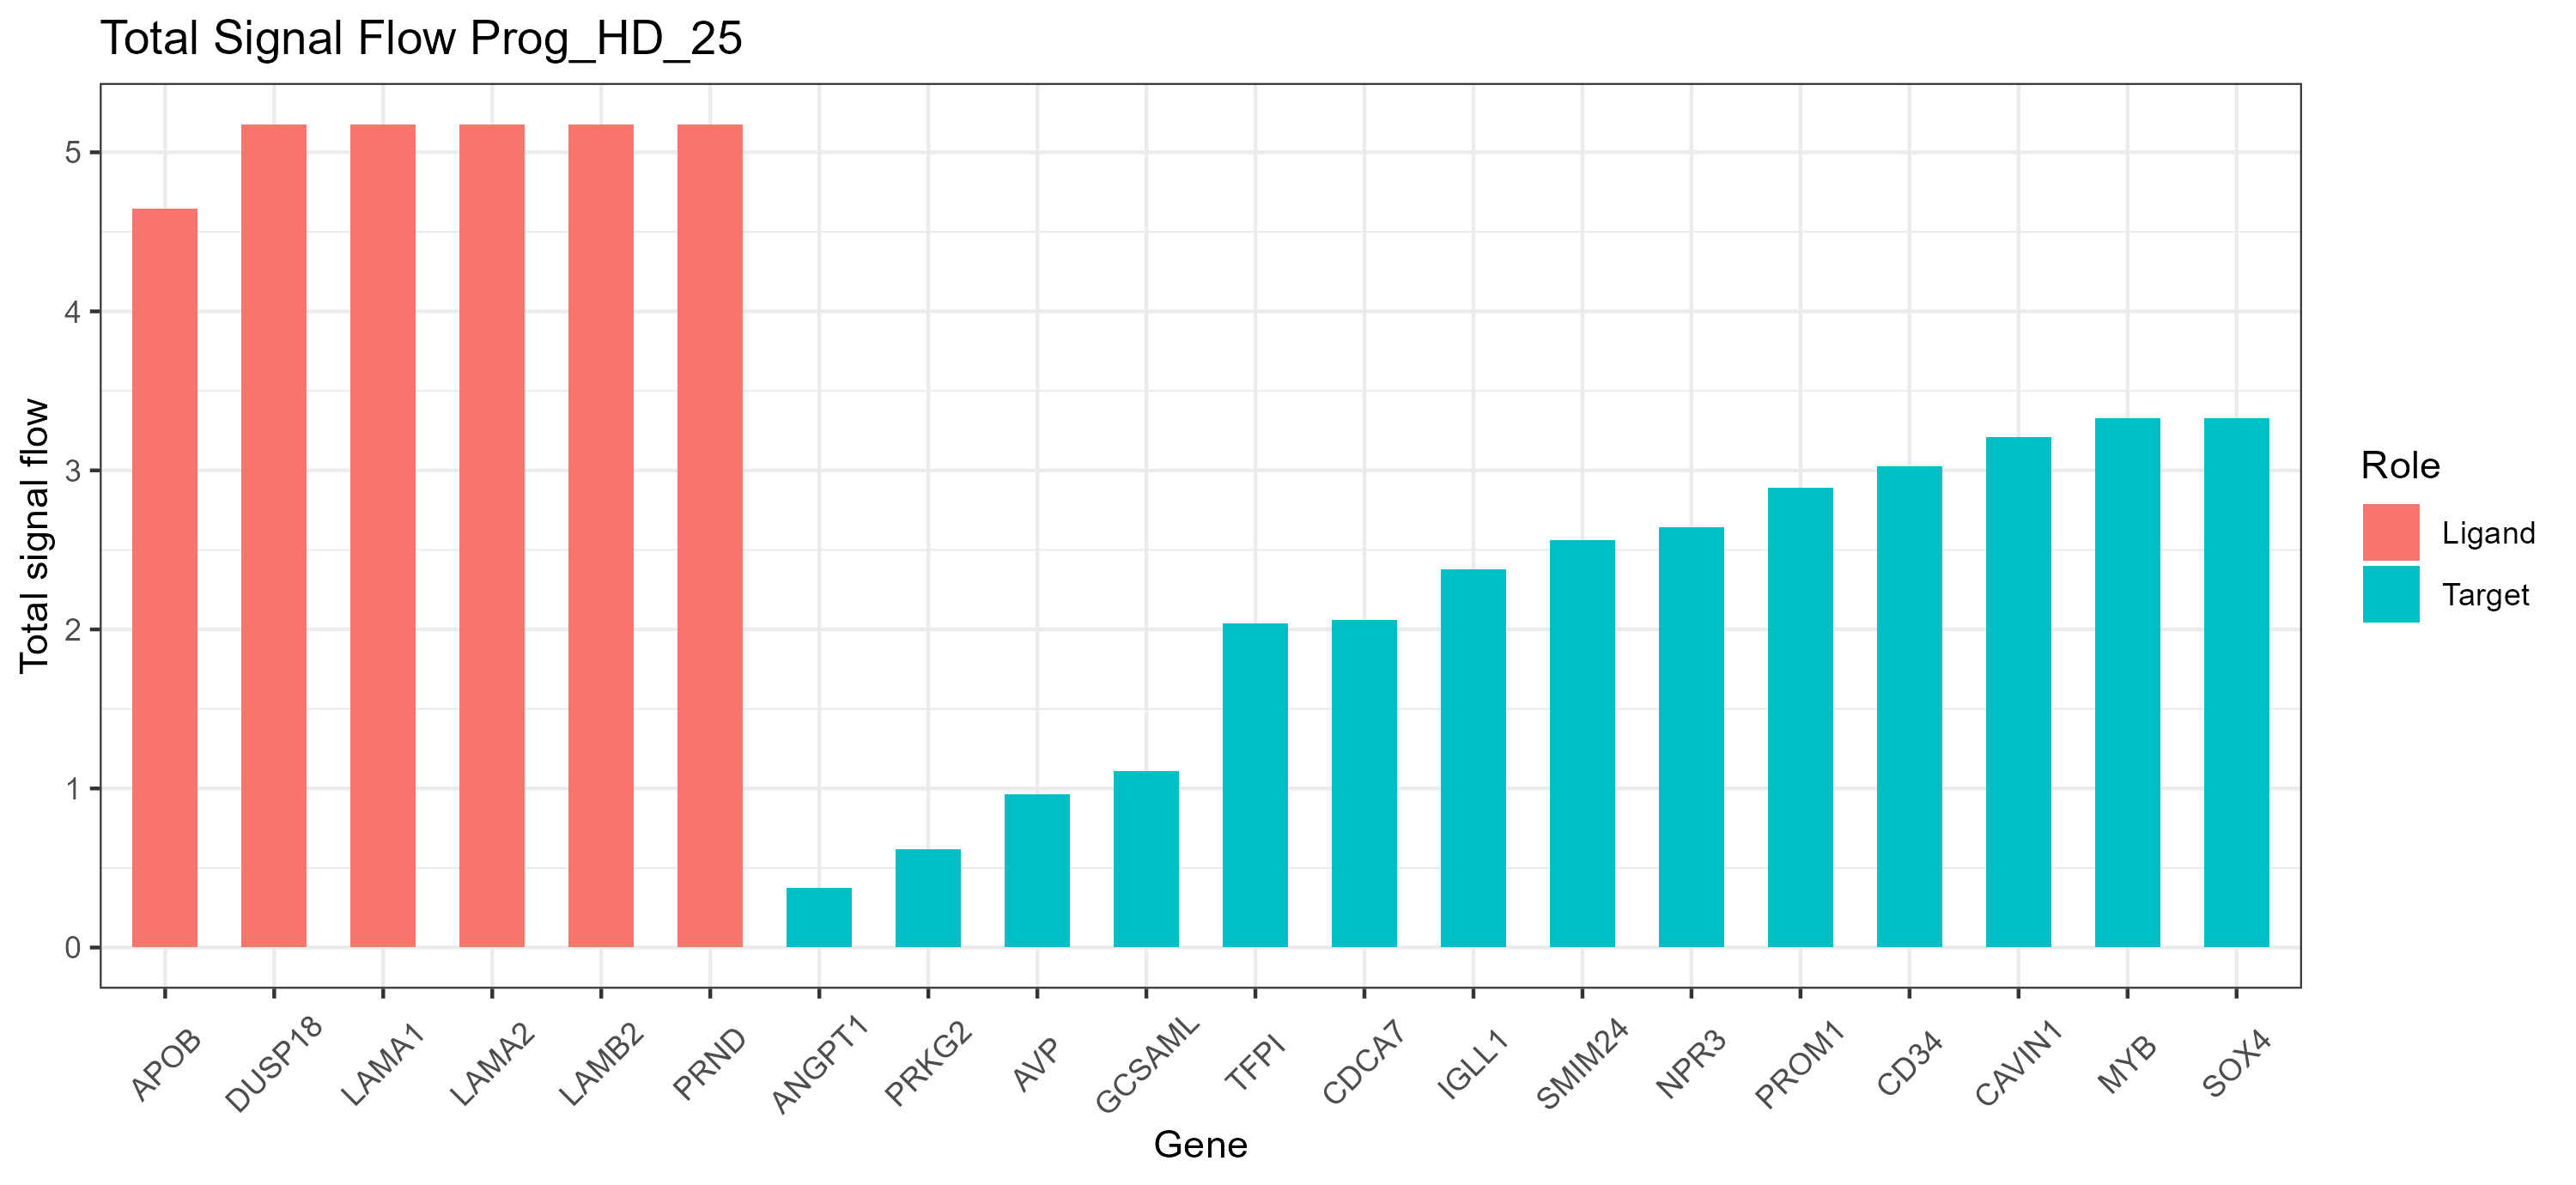 Total Signal Flow Prog_HD_25
Total signal flow
5
4
3
2
1
0
APOB
DUSP18
LAMA1
LAMA2
LAMB2
PRND
ANGPT1
PRKG2
AVP
GCSAML
TFPI
CDCA7
IGLL1
SMIM24
NPR3
PROM1
CD34
CAVIN1
MYB
SOX4
Gene
Role
Ligand
Target